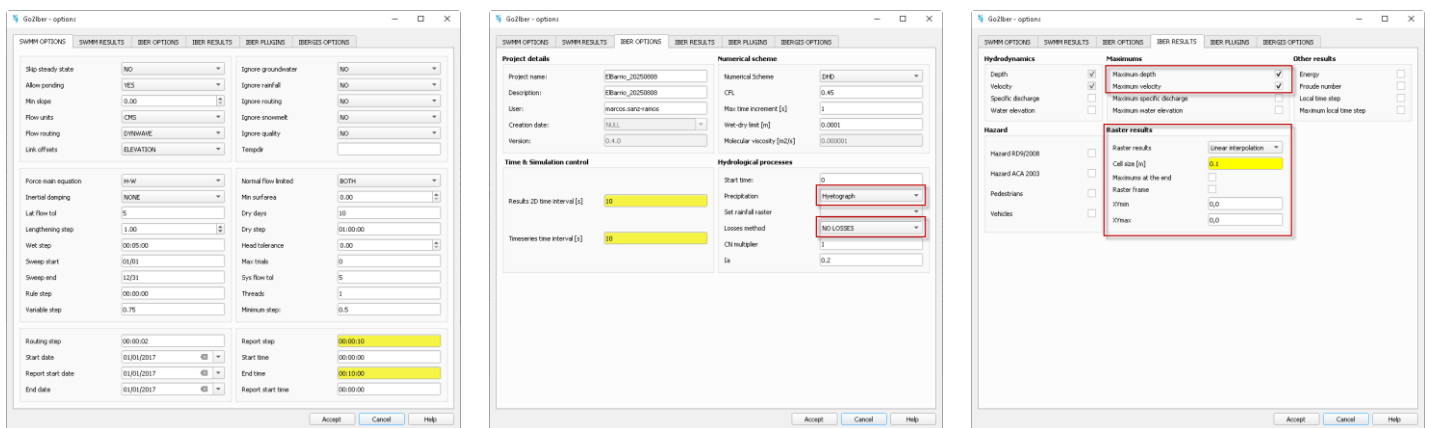 Go2Iber - options
SWMM OPTIONS SWMM RESULTS IBER OPTIONS IBER RESULTS IBER PLUGINS IBERGIS OPTIONS
Skip steady state NO Ignore groundwater NO
Allow ponding YES Ignore rainfall NO
Min slope 0.00 Ignore routing NO
Flow units CMS Ignore snowmelt NO
Flow routing DYNWAVE Ignore quality NO
Link offsets ELEVATION Tempdir
Force main equation H-W Normal flow limited BOTH
Inertial damping NONE Min surfarea 0.00
Lat flow tol 5 Dry days 10
Lengthening step 1.00 Dry step 01:00:00
Wet step 00:05:00 Head tolerance 0.00
Sweep start 01/01 Max trials 0
Sweep end 12/31 Sys flow tol 5
Rule step 00:00:00 Threads 1
Variable step 0.75 Minimum step: 0.5
Routing step 00:00:02 Report step 00:00:10
Start date 01/01/2017 Start time 00:00:00
Report start date 01/01/2017 End time 00:10:00
End date 01/01/2017 Report start time 00:00:00
Accept Cancel Help
Go2Iber - options
SWMM OPTIONS SWMM RESULTS IBER OPTIONS IBER RESULTS IBER PLUGINS IBERGIS OPTIONS
Project details Numerical scheme
Project name: ElBarrio_20250808 Numerical Scheme DHD
Description: ElBarrio_20250808 CFL 0.45
User: marcos.sanz-ramos Max time increment [s] 1
Creation date: NULL Wet-dry limit [m] 0.0001
Version: 0.4.0 Molecular viscosity [m2/s] 0.000001
Time & Simulation control Hydrological processes
Start time: 0
Results 2D time interval [s] 10 Precipitation Hyetograph
Set rainfall raster
Timeseries time interval [s] 10 Losses method NO LOSSES
CN multiplier 1
Ia 0.2
Accept Cancel Help
Go2Iber - options
SWMM OPTIONS SWMM RESULTS IBER OPTIONS IBER RESULTS IBER PLUGINS IBERGIS OPTIONS
Hydrodynamics Maximums Other results
Depth Maximum depth Energy
Velocity Maximum velocity Froude number
Specific discharge Maximum specific discharge Local time step
Water elevation Maximum water elevation Maximum local time step
Hazard Raster results
Hazard RD9/2008 Raster results Linear interpolation
Cell size [m] 0.1
Hazard ACA 2003 Maximums at the end
Pedestrians Raster frame
XYmin 0,0
Vehicles XYmax 0,0
Accept Cancel Help